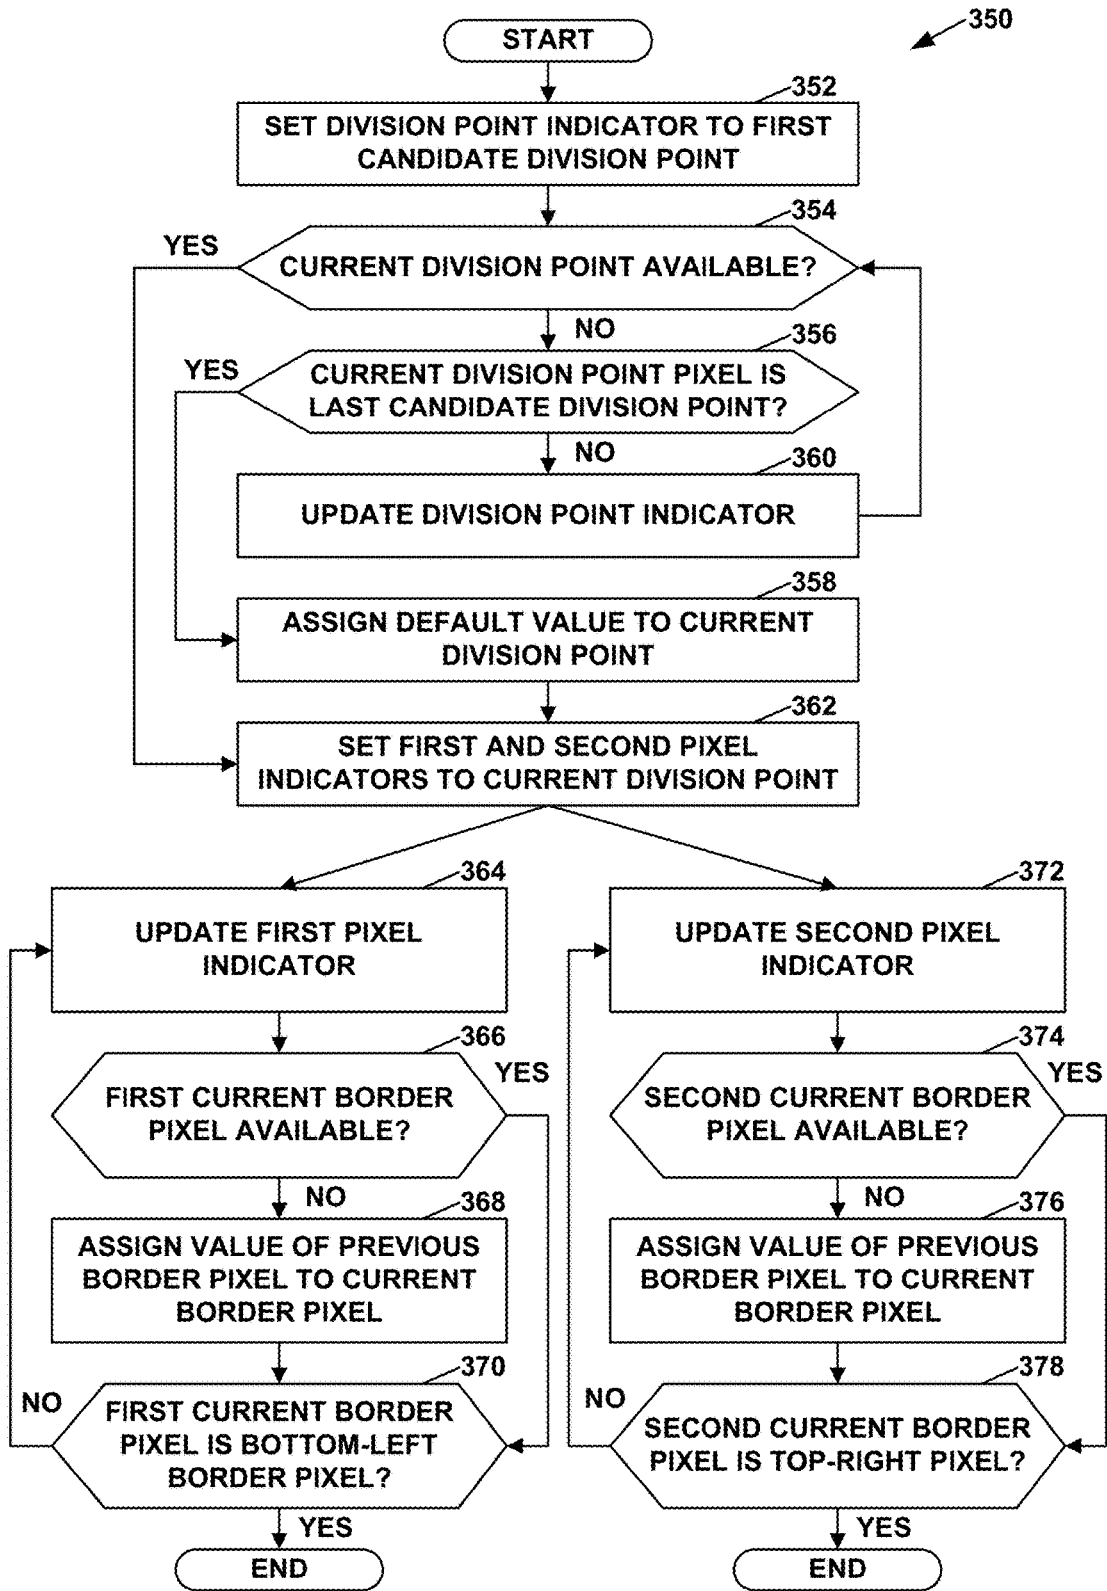 350
START
352
SET DIVISION POINT INDICATOR TO FIRST
CANDIDATE DIVISION POINT
354
YES
CURRENT DIVISION POINT AVAILABLE?
NO
356
YES
CURRENT DIVISION POINT PIXEL IS
LAST CANDIDATE DIVISION POINT?
NO
360
UPDATE DIVISION POINT INDICATOR
358
ASSIGN DEFAULT VALUE TO CURRENT
DIVISION POINT
362
SET FIRST AND SECOND PIXEL
INDICATORS TO CURRENT DIVISION POINT
364
UPDATE FIRST PIXEL
INDICATOR
366
YES
FIRST CURRENT BORDER
PIXEL AVAILABLE?
NO
368
ASSIGN VALUE OF PREVIOUS
BORDER PIXEL TO CURRENT
BORDER PIXEL
370
NO
FIRST CURRENT BORDER
PIXEL IS BOTTOM-LEFT
BORDER PIXEL?
YES
END
372
UPDATE SECOND PIXEL
INDICATOR
374
YES
SECOND CURRENT BORDER
PIXEL AVAILABLE?
NO
376
ASSIGN VALUE OF PREVIOUS
BORDER PIXEL TO CURRENT
BORDER PIXEL
378
NO
SECOND CURRENT BORDER
PIXEL IS TOP-RIGHT PIXEL?
YES
END